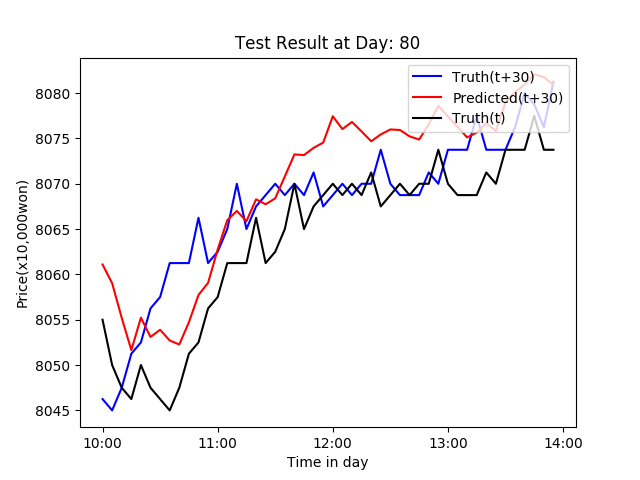 Test Result at Day: 80
Truth(t+30)
Predicted(t+30)
Truth(t)
Price(x10,000won)
8080
8075
8070
8065
8060
8055
8050
8045
10:00 11:00 12:00 13:00 14:00
Time in day